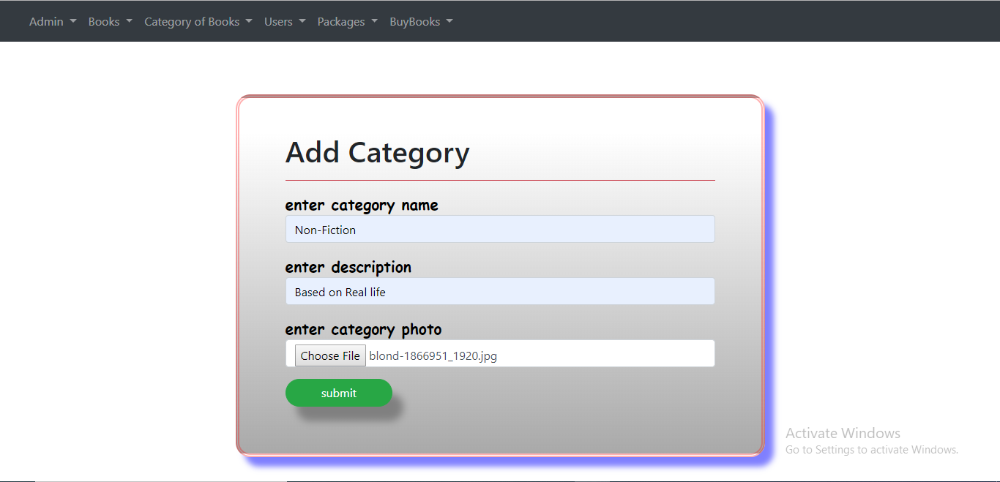 Admin Books Category of Books Users Packages BuyBooks
Add Category
enter category name
Non-Fiction
enter description
Based on Real life
enter category photo
Choose File blond-1866951_1920.jpg
submit
Activate Windows
Go to Settings to activate Windows.